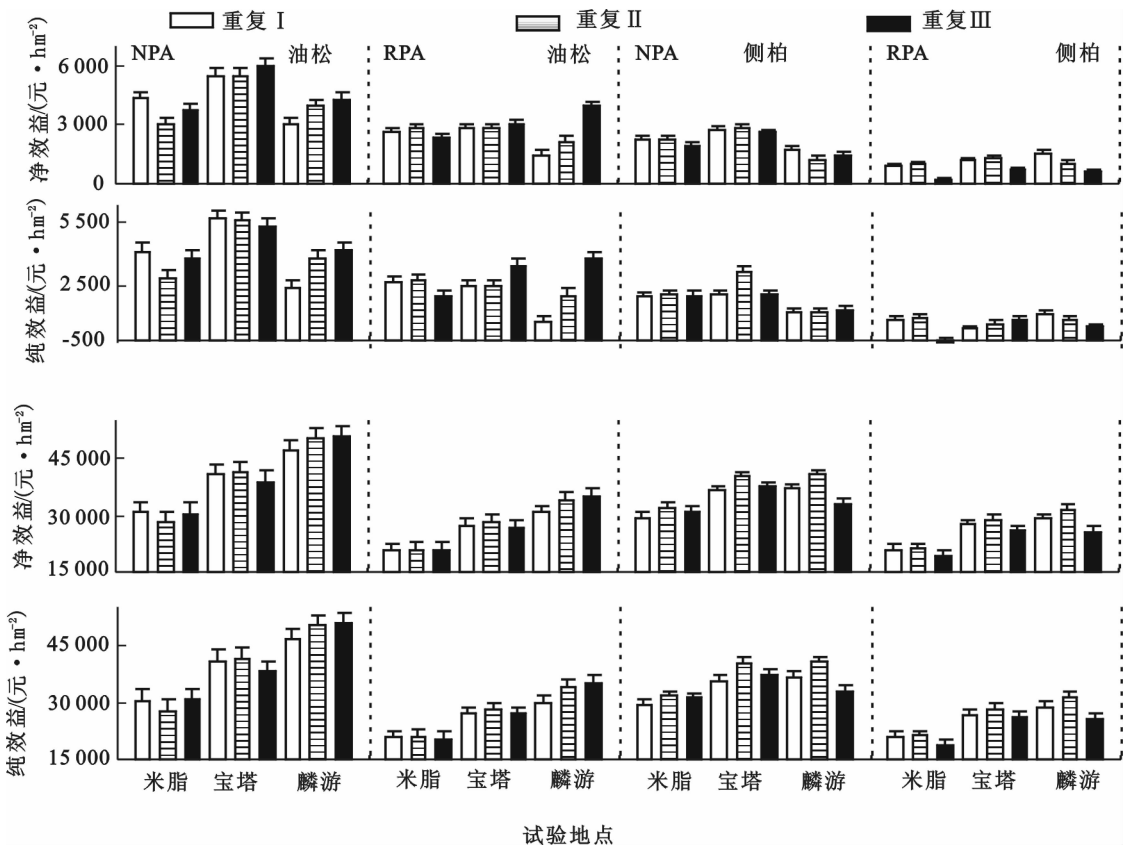 重复Ⅰ 重复Ⅱ 重复Ⅲ
NPA 油松 RPA 油松 NPA 侧柏 RPA 侧柏
净效益/(元·hm⁻²)
6 000
3 000
0
纯效益/(元·hm⁻²)
5 500
2 500
-500
净效益/(元·hm⁻²)
45 000
30 000
15 000
纯效益/(元·hm⁻²)
45 000
30 000
15 000
米脂 宝塔 麟游 米脂 宝塔 麟游 米脂 宝塔 麟游 米脂 宝塔 麟游
试验地点